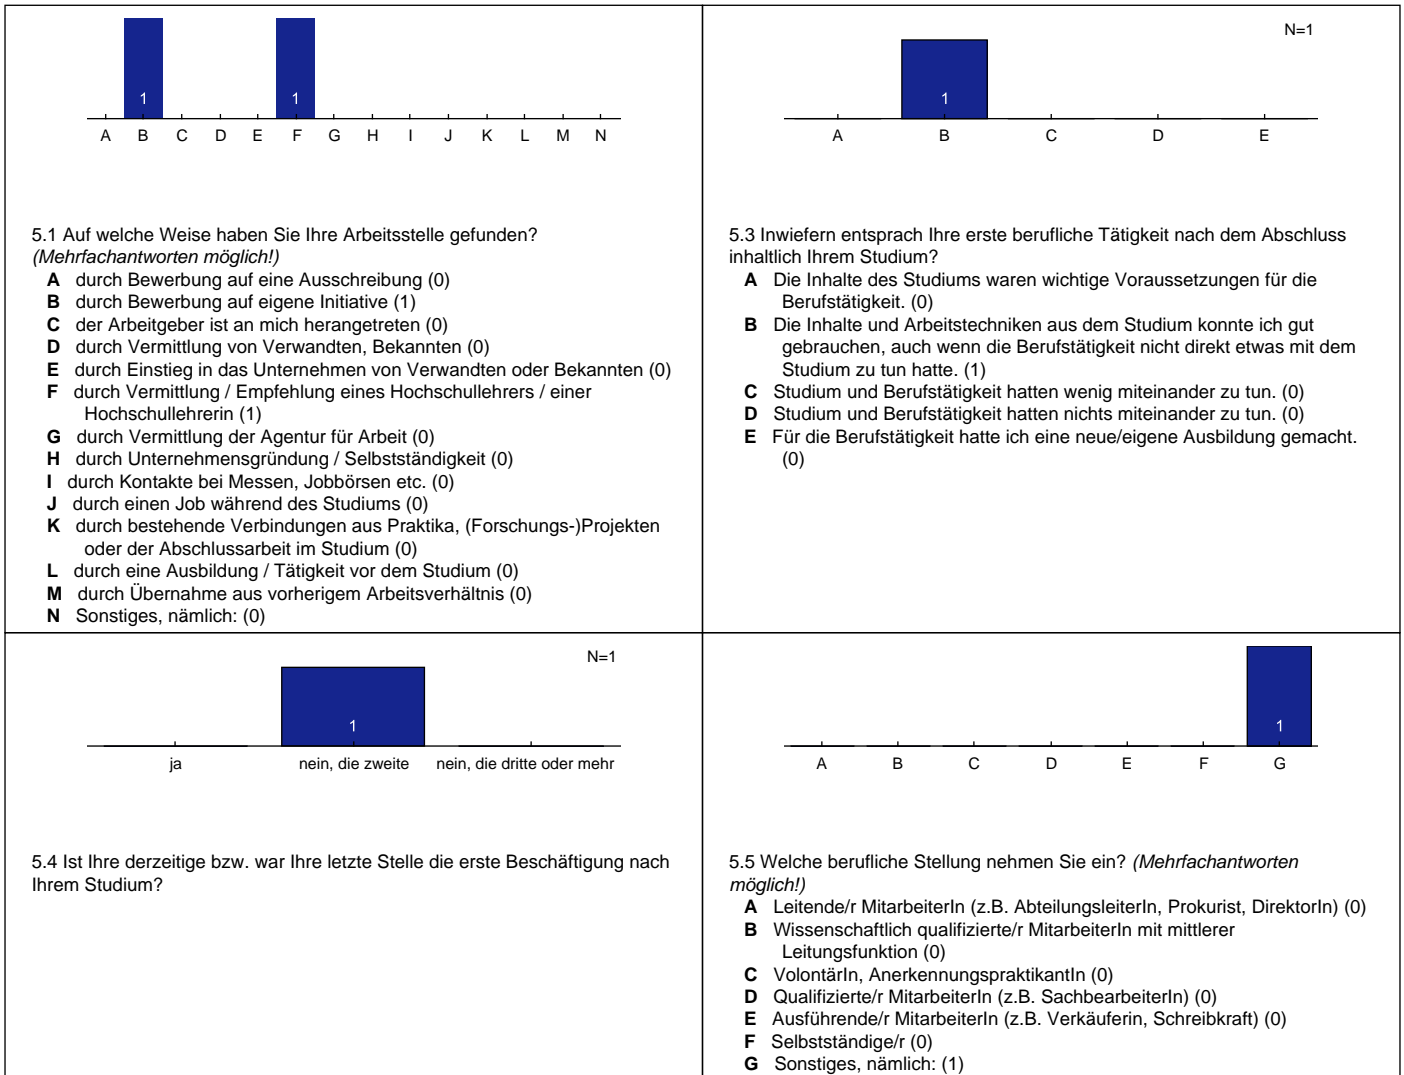 1 1
A B C D E F G H I J K L M N
5.1 Auf welche Weise haben Sie Ihre Arbeitsstelle gefunden?
(Mehrfachantworten möglich!)
A durch Bewerbung auf eine Ausschreibung (0)
B durch Bewerbung auf eigene Initiative (1)
C der Arbeitgeber ist an mich herangetreten (0)
D durch Vermittlung von Verwandten, Bekannten (0)
E durch Einstieg in das Unternehmen von Verwandten oder Bekannten (0)
F durch Vermittlung / Empfehlung eines Hochschullehrers / einer
Hochschullehrerin (1)
G durch Vermittlung der Agentur für Arbeit (0)
H durch Unternehmensgründung / Selbstständigkeit (0)
I durch Kontakte bei Messen, Jobbörsen etc. (0)
J durch einen Job während des Studiums (0)
K durch bestehende Verbindungen aus Praktika, (Forschungs-)Projekten
oder der Abschlussarbeit im Studium (0)
L durch eine Ausbildung / Tätigkeit vor dem Studium (0)
M durch Übernahme aus vorherigem Arbeitsverhältnis (0)
N Sonstiges, nämlich: (0)
N=1
1
A B C D E
5.3 Inwiefern entsprach Ihre erste berufliche Tätigkeit nach dem Abschluss
inhaltlich Ihrem Studium?
A Die Inhalte des Studiums waren wichtige Voraussetzungen für die
Berufstätigkeit. (0)
B Die Inhalte und Arbeitstechniken aus dem Studium konnte ich gut
gebrauchen, auch wenn die Berufstätigkeit nicht direkt etwas mit dem
Studium zu tun hatte. (1)
C Studium und Berufstätigkeit hatten wenig miteinander zu tun. (0)
D Studium und Berufstätigkeit hatten nichts miteinander zu tun. (0)
E Für die Berufstätigkeit hatte ich eine neue/eigene Ausbildung gemacht.
(0)
N=1
1
ja nein, die zweite nein, die dritte oder mehr
5.4 Ist Ihre derzeitige bzw. war Ihre letzte Stelle die erste Beschäftigung nach
Ihrem Studium?
1
A B C D E F G
5.5 Welche berufliche Stellung nehmen Sie ein? (Mehrfachantworten
möglich!)
A Leitende/r MitarbeiterIn (z.B. AbteilungsleiterIn, Prokurist, DirektorIn) (0)
B Wissenschaftlich qualifizierte/r MitarbeiterIn mit mittlerer
Leitungsfunktion (0)
C VolontärIn, AnerkennungspraktikantIn (0)
D Qualifizierte/r MitarbeiterIn (z.B. SachbearbeiterIn) (0)
E Ausführende/r MitarbeiterIn (z.B. Verkäuferin, Schreibkraft) (0)
F Selbstständige/r (0)
G Sonstiges, nämlich: (1)